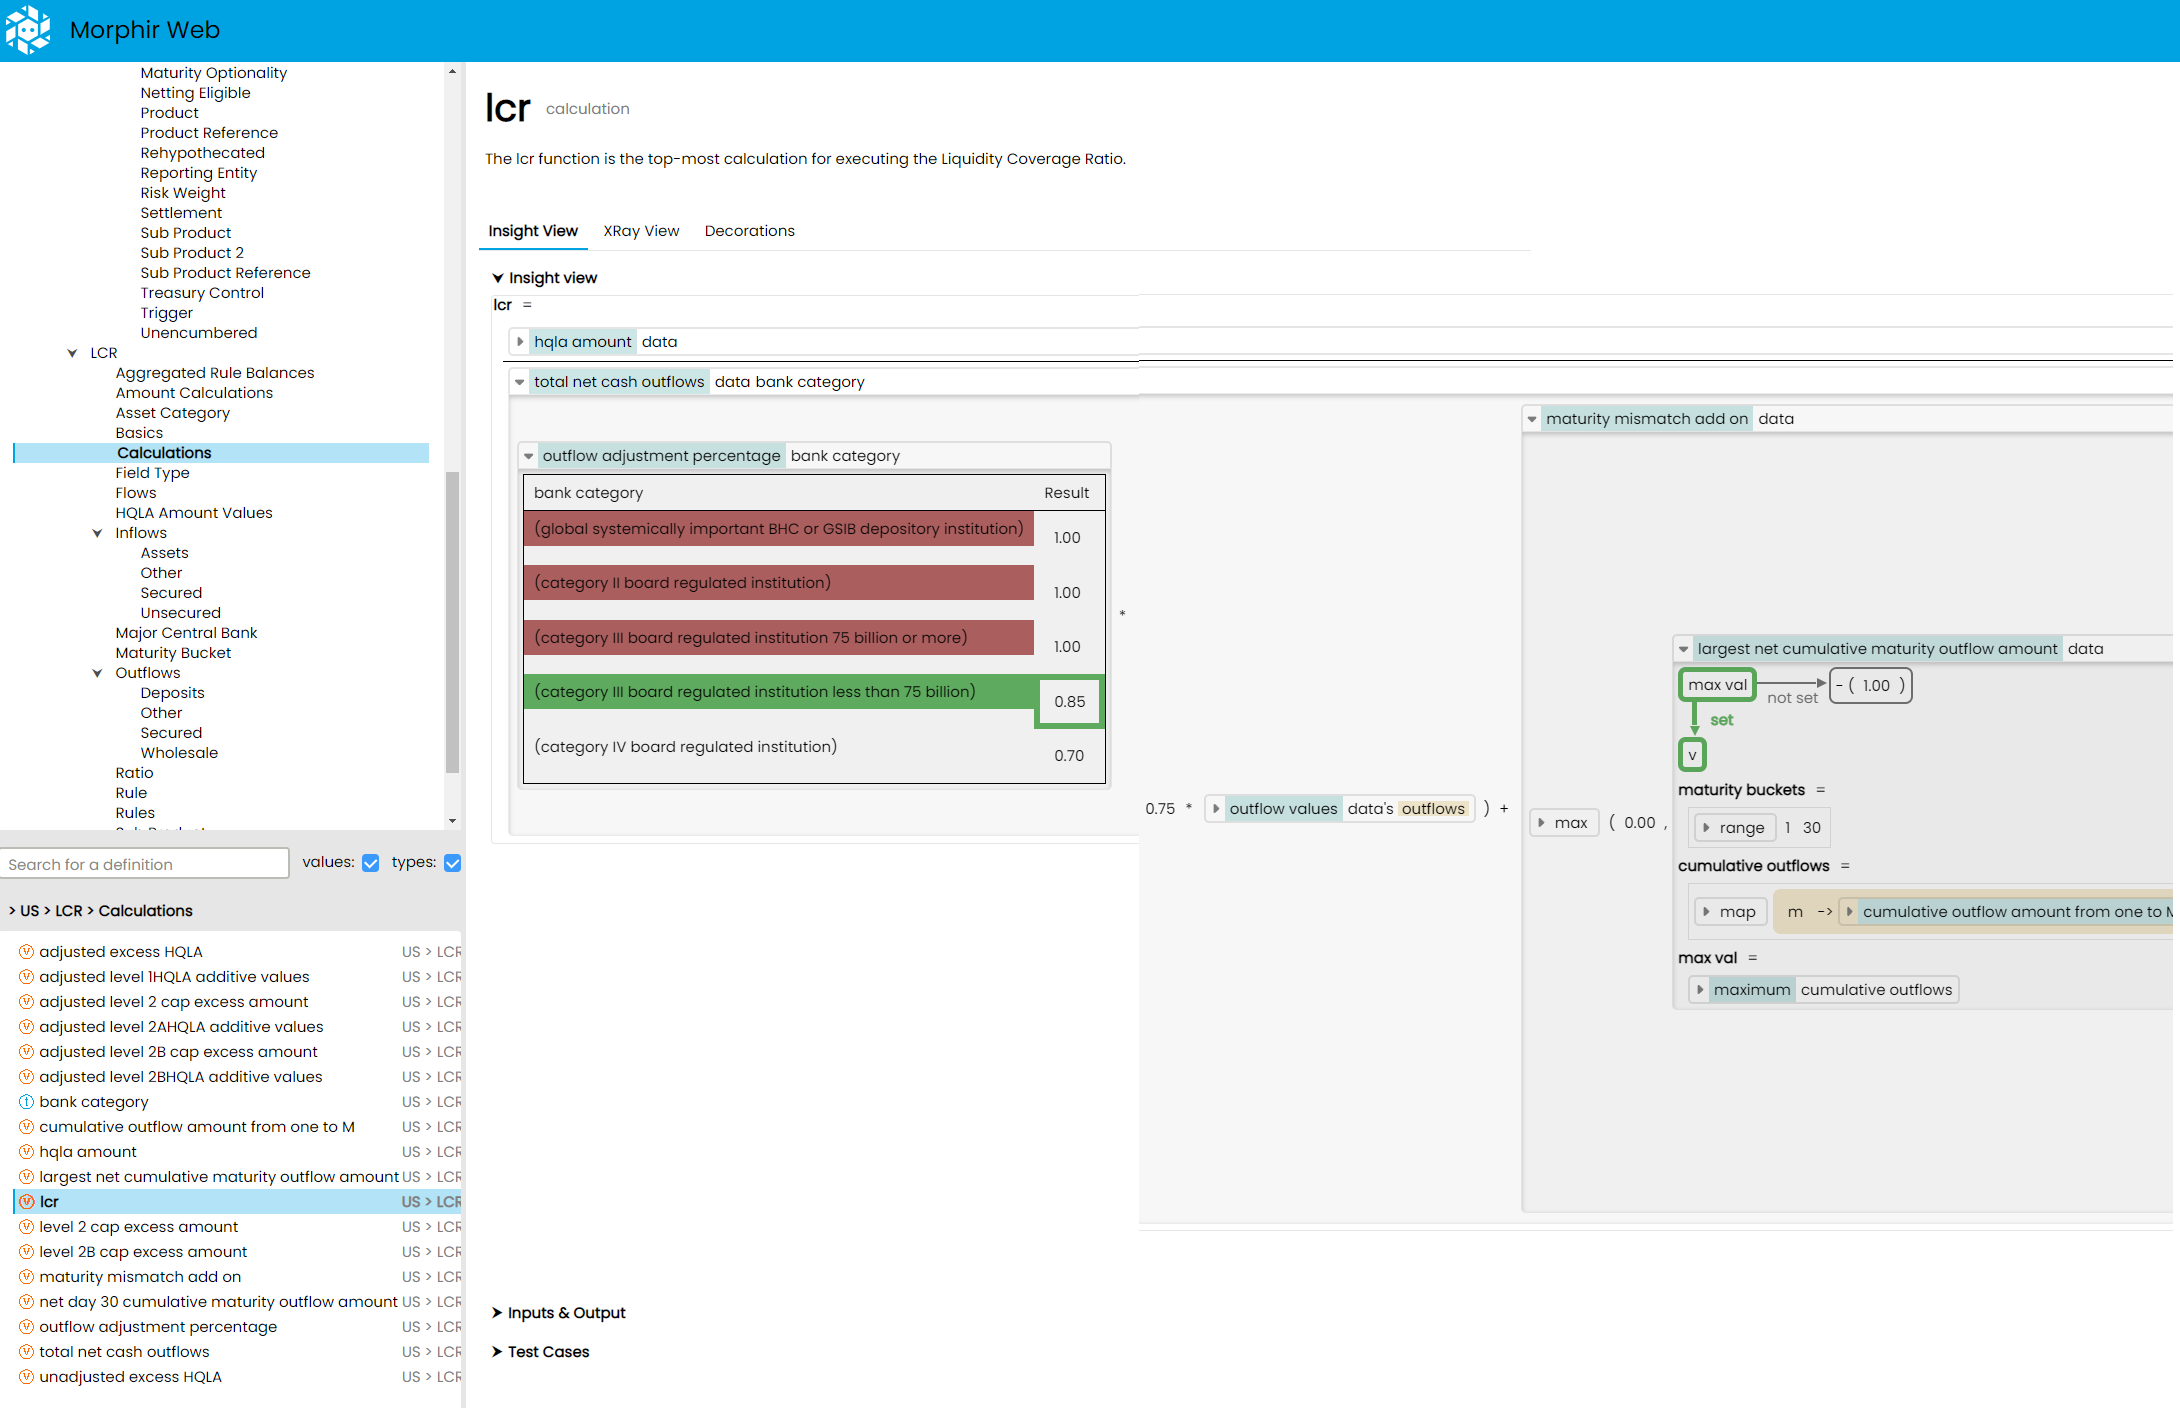 Morphir Web
Maturity Optionality
Netting Eligible
Product
Product Reference
Rehypothecated
Reporting Entity
Risk Weight
Settlement
Sub Product
Sub Product 2
Sub Product Reference
Treasury Control
Trigger
Unencumbered
LCR
Aggregated Rule Balances
Amount Calculations
Asset Category
Basics
Calculations
Field Type
Flows
HQLA Amount Values
Inflows
Assets
Other
Secured
Unsecured
Major Central Bank
Maturity Bucket
Outflows
Deposits
Other
Secured
Wholesale
Ratio
Rule
Rules
Search for a definition values: types:
> US > LCR > Calculations
adjusted excess HQLA US > LCR
adjusted level 1HQLA additive values US > LCR
adjusted level 2 cap excess amount US > LCR
adjusted level 2AHQLA additive values US > LCR
adjusted level 2B cap excess amount US > LCR
adjusted level 2BHQLA additive values US > LCR
bank category US > LCR
cumulative outflow amount from one to M US > LCR
hqla amount US > LCR
largest net cumulative maturity outflow amount US > LCR
lcr US > LCR
level 2 cap excess amount US > LCR
level 2B cap excess amount US > LCR
maturity mismatch add on US > LCR
net day 30 cumulative maturity outflow amount US > LCR
outflow adjustment percentage US > LCR
total net cash outflows US > LCR
unadjusted excess HQLA US > LCR
lcr calculation
The lcr function is the top-most calculation for executing the Liquidity Coverage Ratio.
Insight View XRay View Decorations
Insight view
lcr =
hqla amount data
total net cash outflows data bank category
outflow adjustment percentage bank category
bank category Result
(global systemically important BHC or GSIB depository institution) 1.00
(category II board regulated institution) 1.00
(category III board regulated institution 75 billion or more) 1.00
(category III board regulated institution less than 75 billion) 0.85
(category IV board regulated institution) 0.70
*
0.75 * outflow values data's outflows ) +
maturity mismatch add on data
max ( 0.00 ,
largest net cumulative maturity outflow amount data
max val not set - ( 1.00 )
set
v
maturity buckets =
range 1 30
cumulative outflows =
map m -> cumulative outflow amount from one to M
max val =
maximum cumulative outflows
Inputs & Output
Test Cases